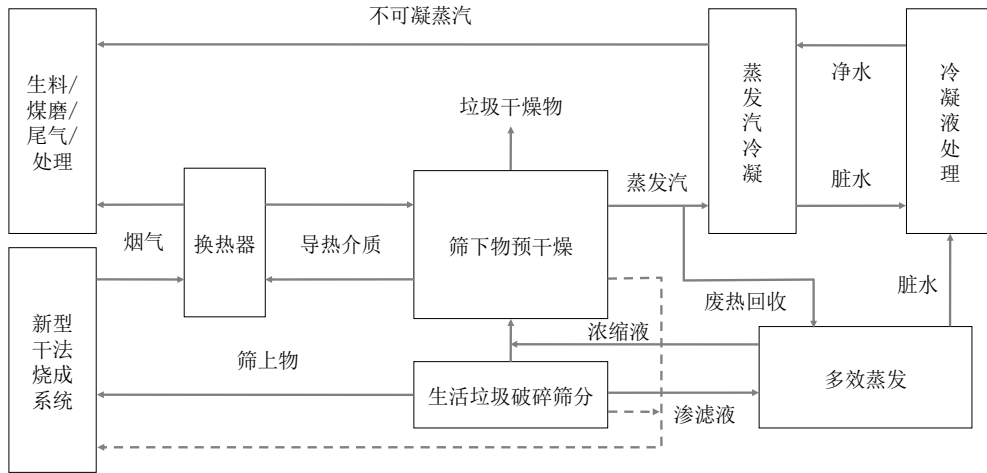 不可凝蒸汽
生料/
煤磨/
尾气/
处理
蒸
发
汽
冷
凝
净水
冷
凝
液
处
理
垃圾干燥物
蒸发汽
脏水
烟气
换热器
导热介质
筛下物预干燥
废热回收
脏水
新型
干法
烧成
系统
浓缩液
筛上物
生活垃圾破碎筛分
多效蒸发
渗滤液